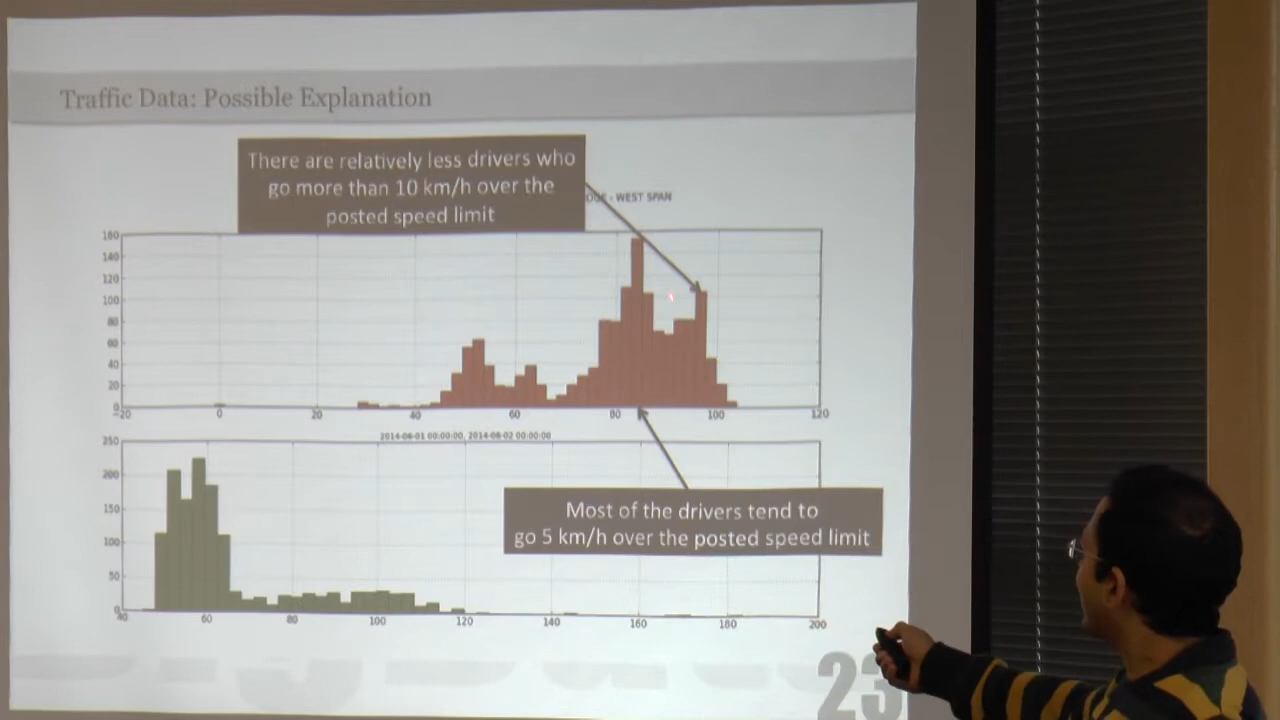 Traffic Data: Possible Explanation
There are relatively less drivers who
go more than 10 km/h over the
posted speed limit
- WEST SPAN
160
140
120
100
80
60
40
20
0
-20 0 20 40 60 80 100 120
2014-06-01 00:00:00, 2014-06-02 00:00:00
250
200
150
100
50
0
40 60 80 100 120 140 160 180 200
Most of the drivers tend to
go 5 km/h over the posted speed limit
23